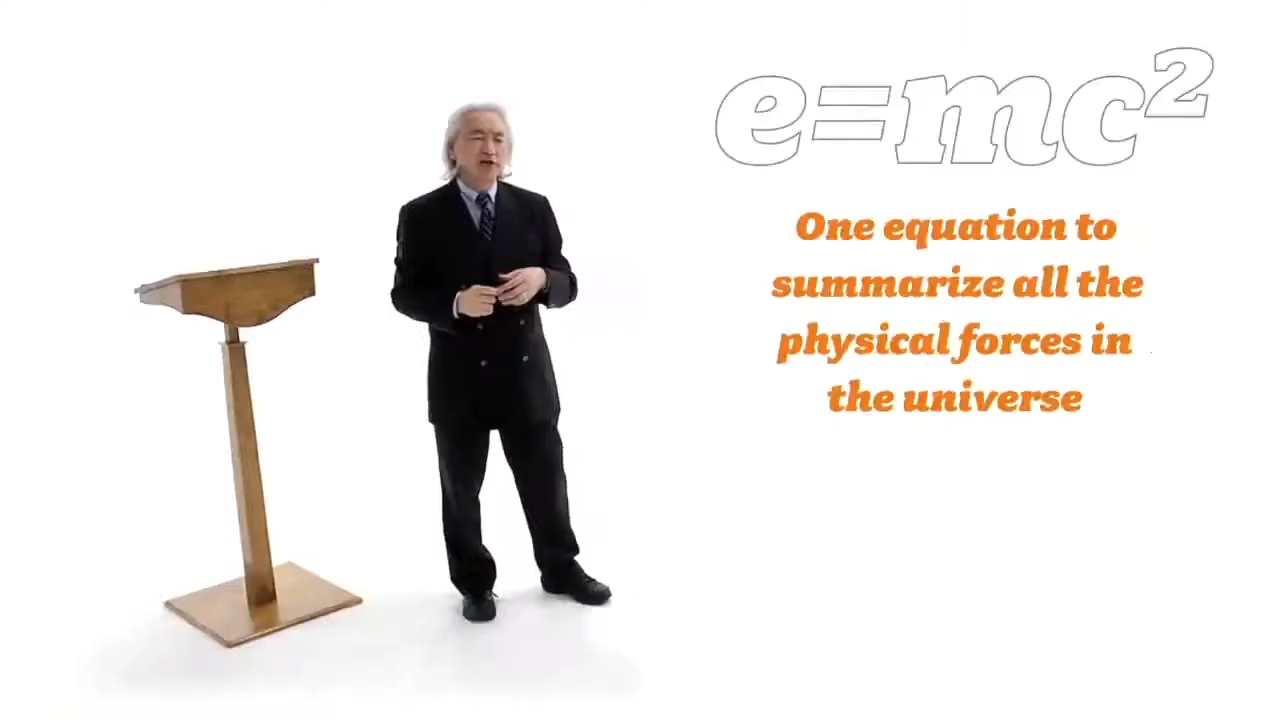 e=mc²
One equation to
summarize all the
physical forces in
the universe